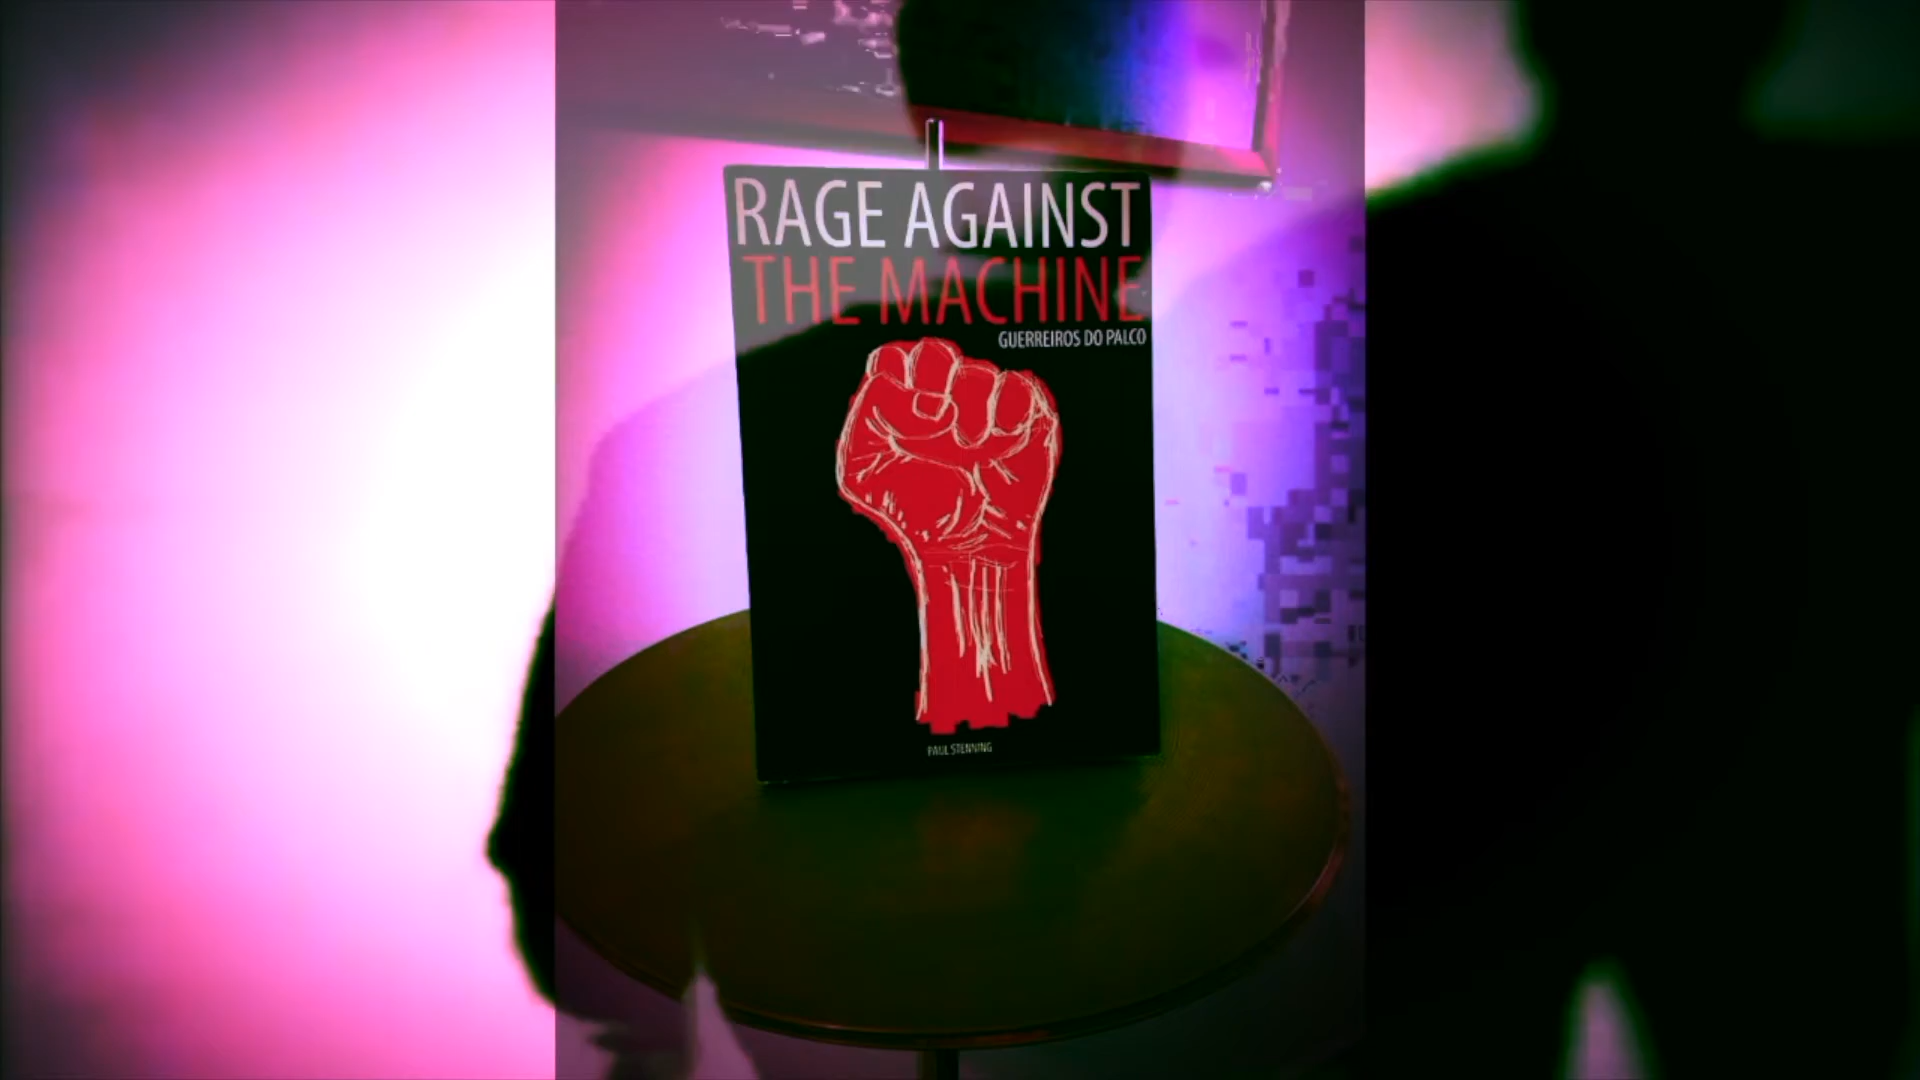 RAGE AGAINST
THE MACHINE
GUERREIROS DO PALCO
PAUL STENNING